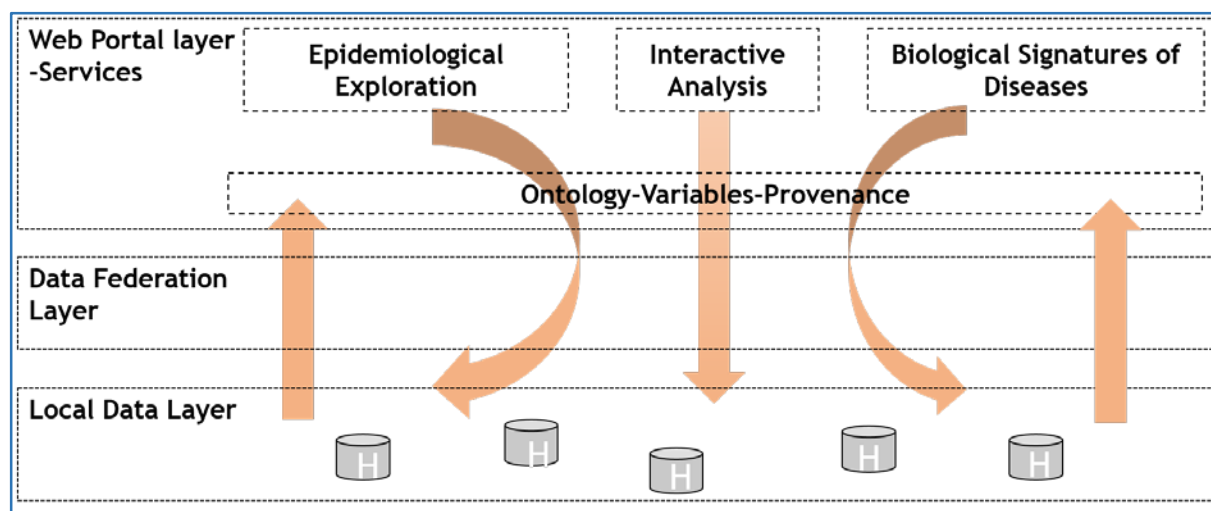 Web Portal layer
-Services
Epidemiological
Exploration
Interactive
Analysis
Biological Signatures of
Diseases
Ontology-Variables-Provenance
Data Federation
Layer
Local Data Layer
H
H
H
H
H